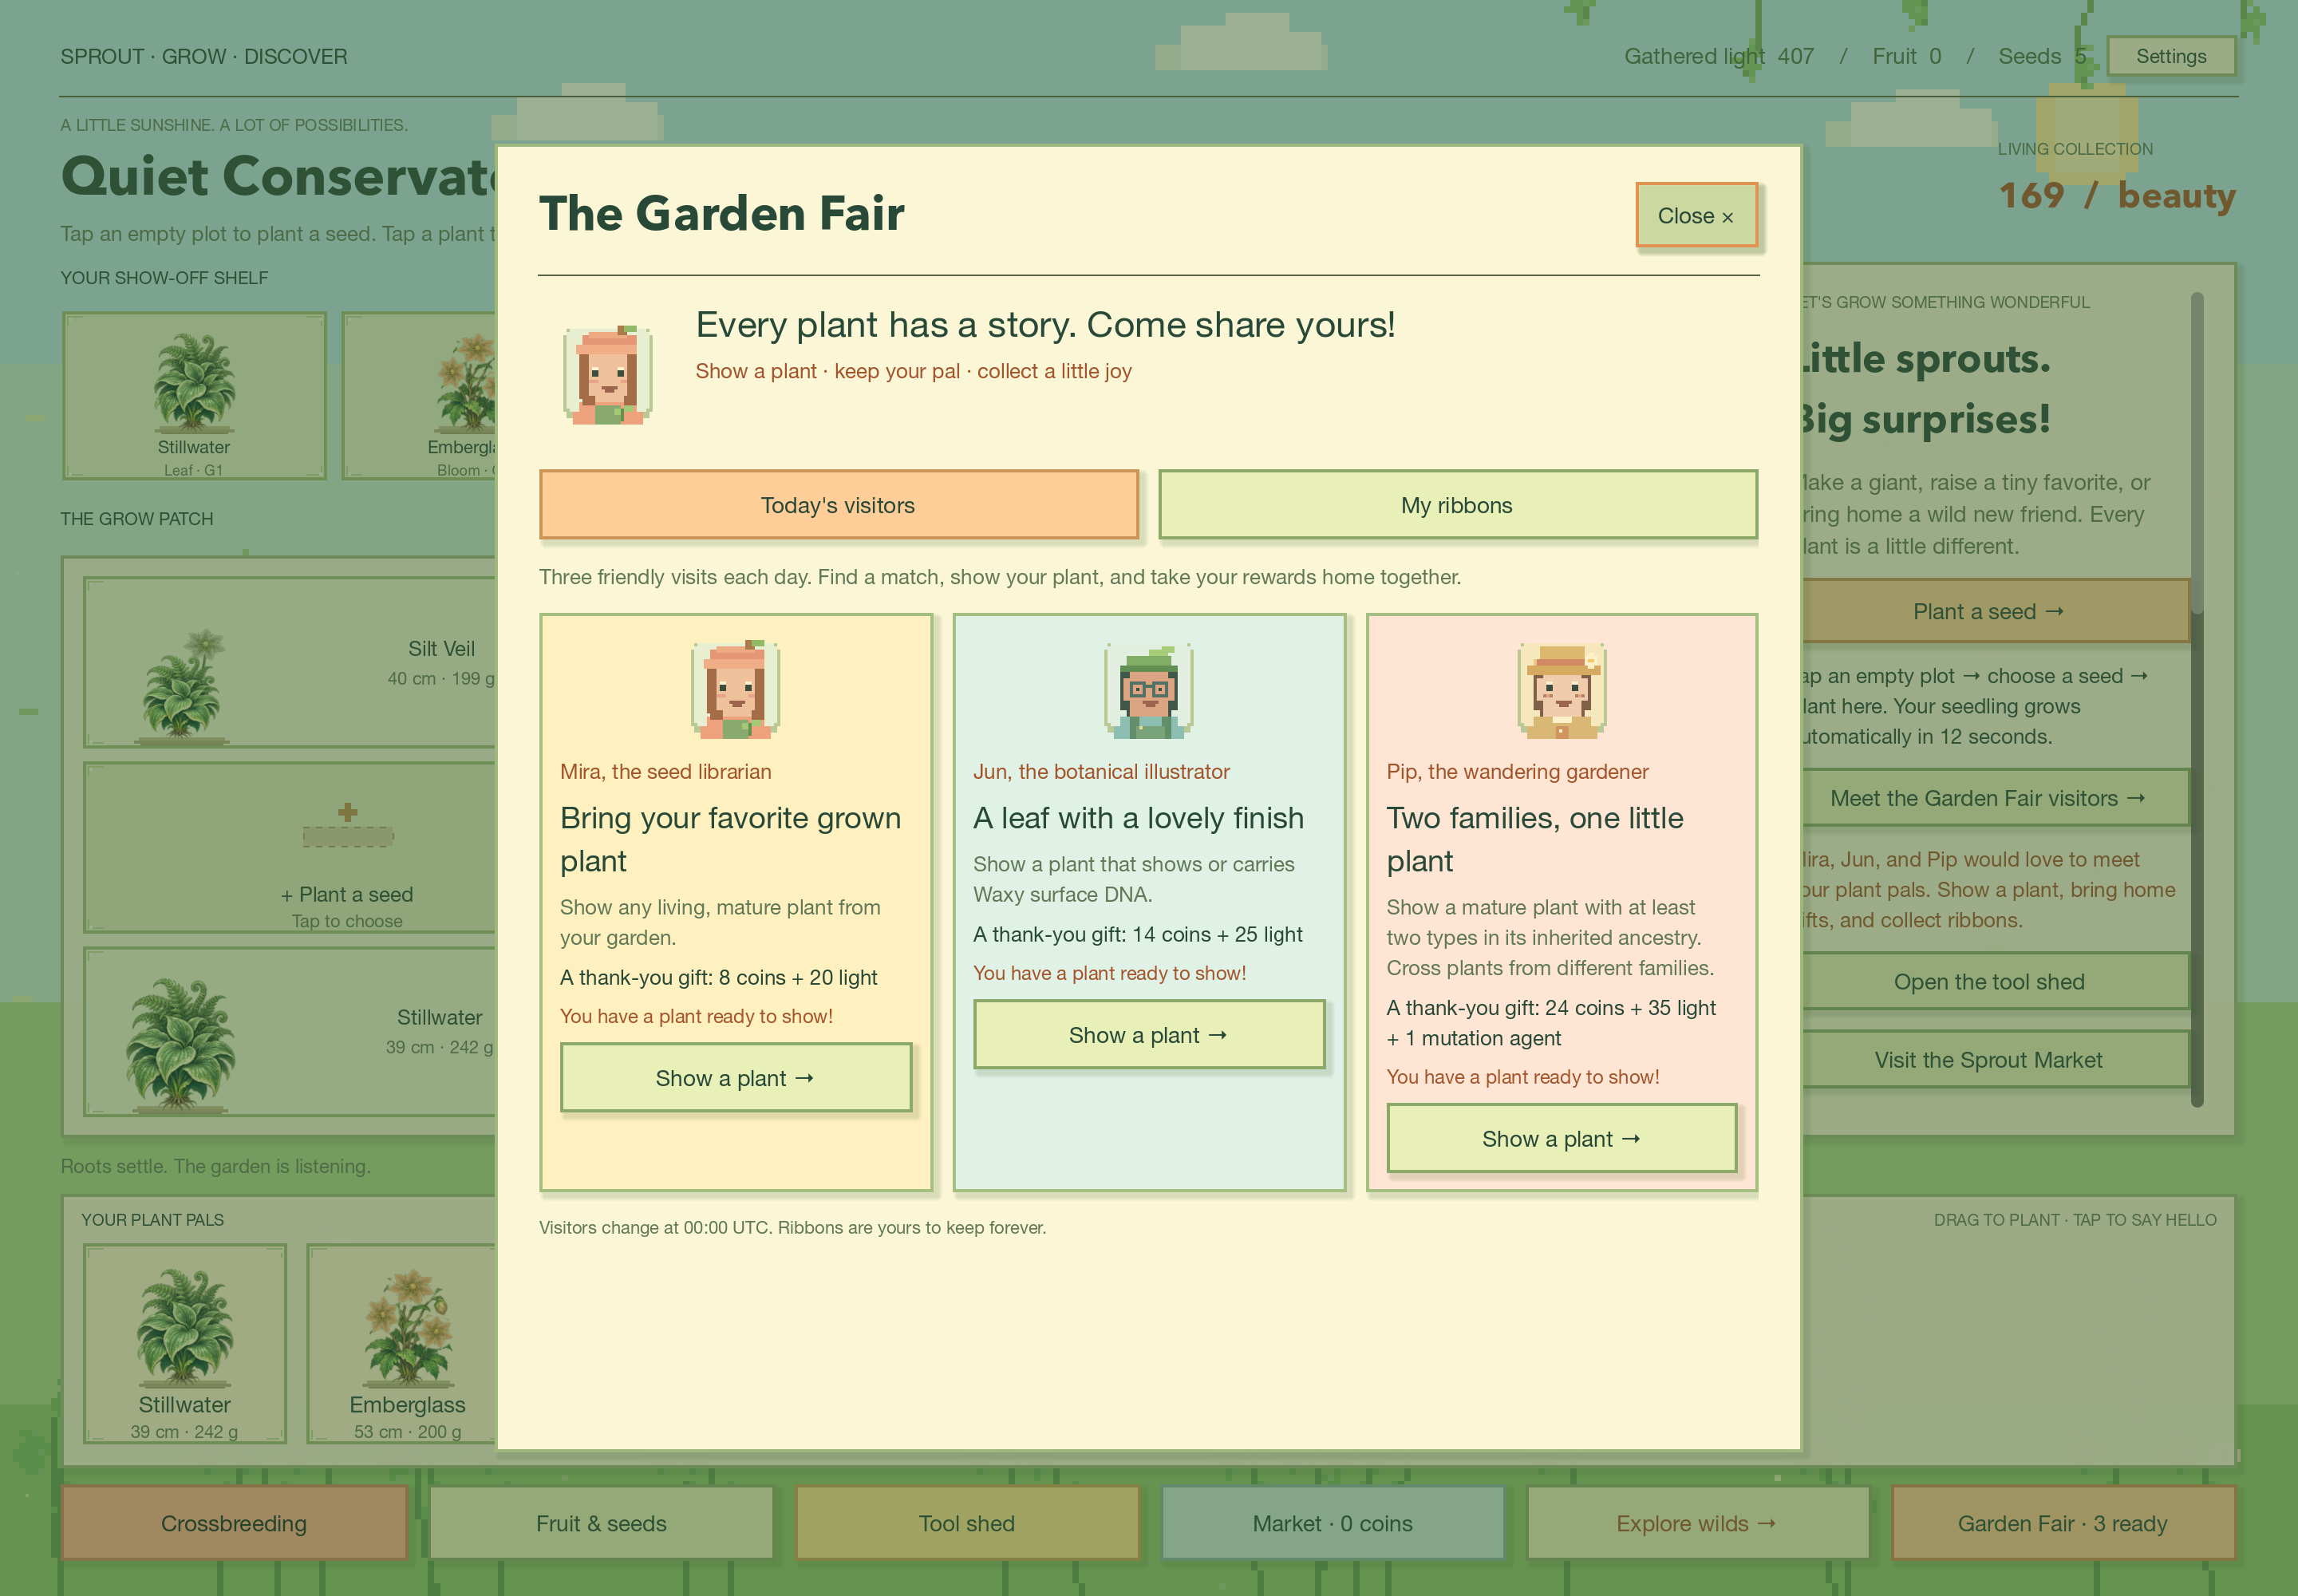 SPROUT · GROW · DISCOVER
Gathered light 407 / Fruit 0 / Seeds 5
Settings
A LITTLE SUNSHINE. A LOT OF POSSIBILITIES.
Quiet Conservat
LIVING COLLECTION
169 / beauty
Tap an empty plot to plant a seed. Tap a plant t
YOUR SHOW-OFF SHELF
Stillwater
Leaf · G1
Embergl
Bloom ·
THE GROW PATCH
Silt Veil
40 cm · 199 g
+ Plant a seed
Tap to choose
Stillwater
39 cm · 242 g
Roots settle. The garden is listening.
The Garden Fair
Close ×
Every plant has a story. Come share yours!
Show a plant · keep your pal · collect a little joy
Today's visitors
My ribbons
Three friendly visits each day. Find a match, show your plant, and take your rewards home together.
Mira, the seed librarian
Bring your favorite grown
plant
Show any living, mature plant from
your garden.
A thank-you gift: 8 coins + 20 light
You have a plant ready to show!
Show a plant →
Jun, the botanical illustrator
A leaf with a lovely finish
Show a plant that shows or carries
Waxy surface DNA.
A thank-you gift: 14 coins + 25 light
You have a plant ready to show!
Show a plant →
Pip, the wandering gardener
Two families, one little
plant
Show a mature plant with at least
two types in its inherited ancestry.
Cross plants from different families.
A thank-you gift: 24 coins + 35 light
+ 1 mutation agent
You have a plant ready to show!
Show a plant →
Visitors change at 00:00 UTC. Ribbons are yours to keep forever.
ET'S GROW SOMETHING WONDERFUL
Little sprouts.
Big surprises!
Make a giant, raise a tiny favorite, or
ring home a wild new friend. Every
lant is a little different.
Plant a seed →
ap an empty plot → choose a seed →
lant here. Your seedling grows
utomatically in 12 seconds.
Meet the Garden Fair visitors →
ira, Jun, and Pip would love to meet
our plant pals. Show a plant, bring home
ifts, and collect ribbons.
Open the tool shed
Visit the Sprout Market
YOUR PLANT PALS
DRAG TO PLANT · TAP TO SAY HELLO
Stillwater
39 cm · 242 g
Emberglass
53 cm · 200 g
Crossbreeding
Fruit & seeds
Tool shed
Market · 0 coins
Explore wilds →
Garden Fair · 3 ready